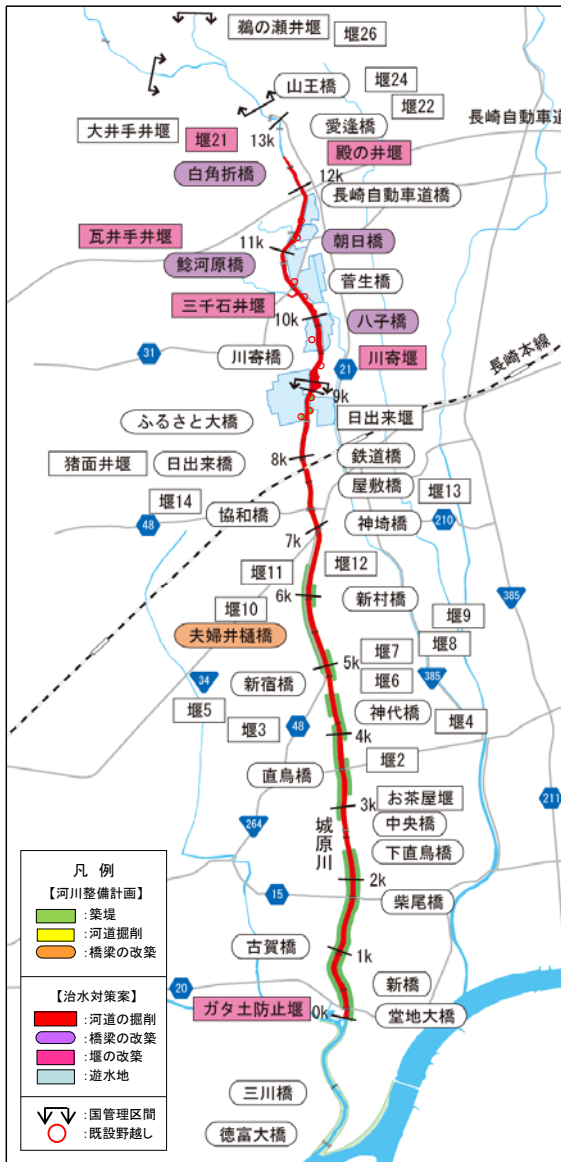 鵜の瀬井堰
堰26
山王橋
堰24
堰22
大井手井堰
13k
愛逢橋
長崎自動車道
堰21
殿の井堰
白角折橋
12k
長崎自動車道橋
瓦井手井堰
11k
朝日橋
鯰河原橋
菅生橋
三千石井堰
10k
八子橋
31
川寄橋
21
川寄堰
長崎本線
9k
ふるさと大橋
日出来堰
猪面井堰
日出来橋
8k
鉄道橋
屋敷橋
堰14
堰13
48
協和橋
7k
神埼橋
210
堰11
堰12
385
6k
新村橋
堰10
堰9
夫婦井樋橋
堰8
堰7
5k
34
新宿橋
堰6
385
堰5
堰3
48
神代橋
堰4
4k
直鳥橋
堰2
3k
お茶屋堰
211
264
城原川
中央橋
下直鳥橋
2k
15
柴尾橋
古賀橋
1k
20
新橋
ガタ土防止堰
0k
堂地大橋
三川橋
徳富大橋
凡 例
【河川整備計画】
:築堤
:河道掘削
:橋梁の改築
【治水対策案】
:河道の掘削
:橋梁の改築
:堰の改築
:遊水地
:国管理区間
:既設野越し